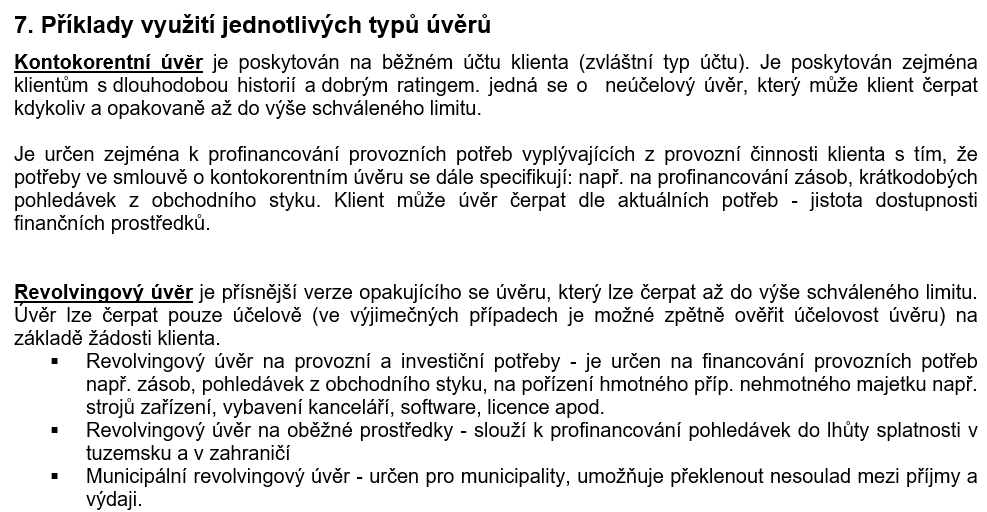 7. Příklady využití jednotlivých typů úvěrů
Kontokorentní úvěr je poskytován na běžném účtu klienta (zvláštní typ účtu). Je poskytován zejména
klientům s dlouhodobou historií a dobrým ratingem. jedná se o  neúčelový úvěr, který může klient čerpat
kdykoliv a opakovaně až do výše schváleného limitu.
Je určen zejména k profinancování provozních potřeb vyplývajících z provozní činnosti klienta s tím, že
potřeby ve smlouvě o kontokorentním úvěru se dále specifikují: např. na profinancování zásob, krátkodobých
pohledávek z obchodního styku. Klient může úvěr čerpat dle aktuálních potřeb - jistota dostupnosti
finančních prostředků.
Revolvingový úvěr je přísnější verze opakujícího se úvěru, který lze čerpat až do výše schváleného limitu.
Úvěr lze čerpat pouze účelově (ve výjimečných případech je možné zpětně ověřit účelovost úvěru) na
základě žádosti klienta.
▪ Revolvingový úvěr na provozní a investiční potřeby - je určen na financování provozních potřeb
např. zásob, pohledávek z obchodního styku, na pořízení hmotného příp. nehmotného majetku např.
strojů zařízení, vybavení kanceláří, software, licence apod.
▪ Revolvingový úvěr na oběžné prostředky - slouží k profinancování pohledávek do lhůty splatnosti v
tuzemsku a v zahraničí
▪ Municipální revolvingový úvěr - určen pro municipality, umožňuje překlenout nesoulad mezi příjmy a
výdaji.